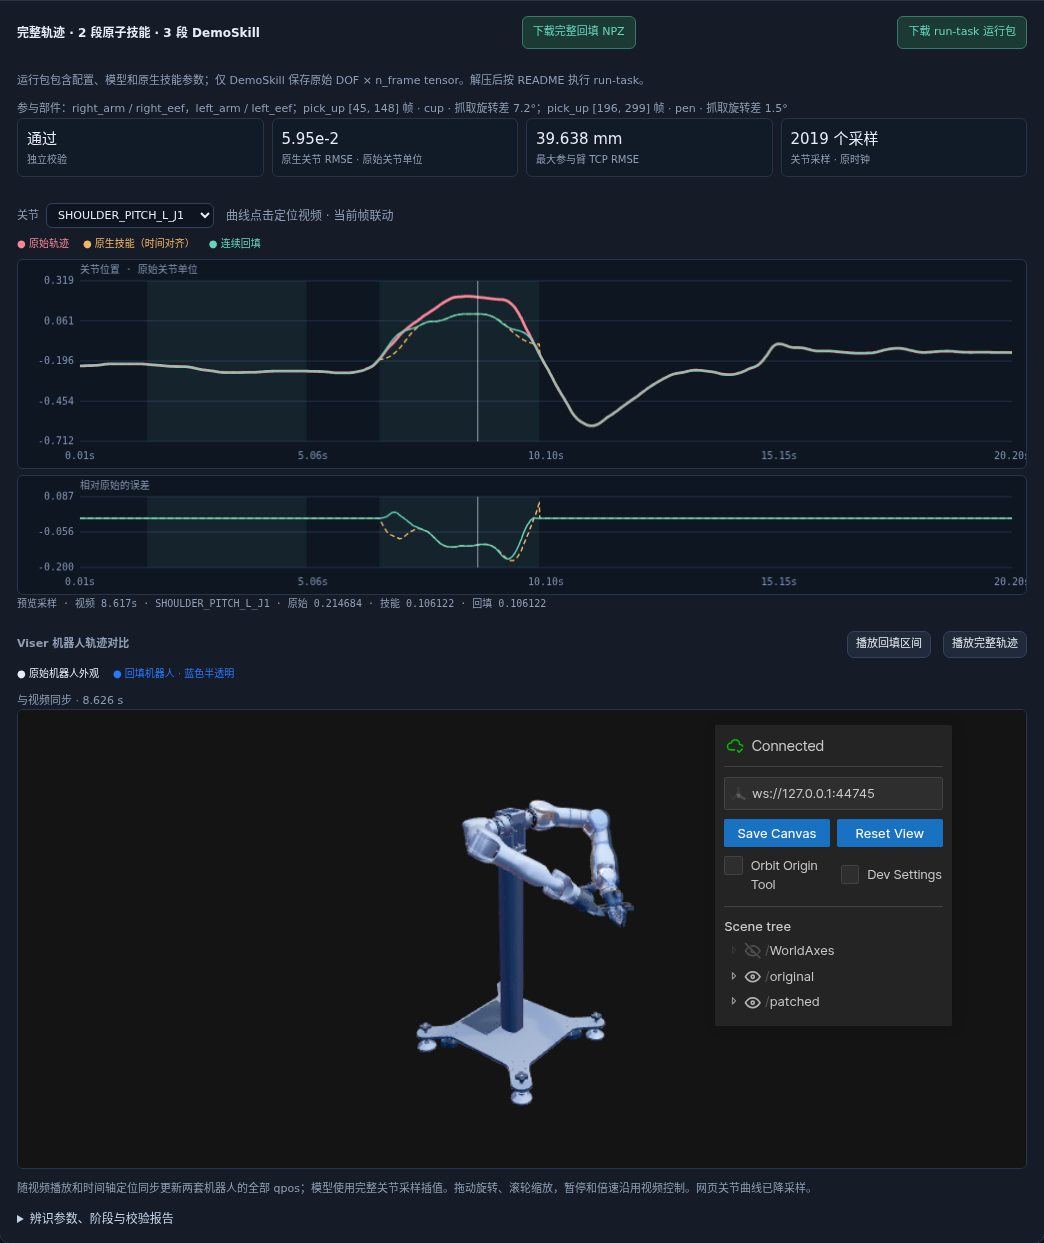 完整轨迹 · 2 段原子技能 · 3 段 DemoSkill
下载完整回填 NPZ
下载 run-task 运行包
运行包包含配置、模型和原生技能参数；仅 DemoSkill 保存原始 DOF × n_frame tensor。解压后按 README 执行 run-task。
参与部件：right_arm / right_eef，left_arm / left_eef；pick_up [45, 148] 帧 · cup · 抓取旋转差 7.2°；pick_up [196, 299] 帧 · pen · 抓取旋转差 1.5°
通过
独立校验
5.95e-2
原生关节 RMSE · 原始关节单位
39.638 mm
最大参与臂 TCP RMSE
2019 个采样
关节采样 · 原时钟
关节 SHOULDER_PITCH_L_J1 曲线点击定位视频 · 当前帧联动
原始轨迹 原生技能（时间对齐） 连续回填
关节位置 · 原始关节单位
0.319
0.061
-0.196
-0.454
-0.712
0.01s 5.06s 10.10s 15.15s 20.20s
相对原始的误差
0.087
-0.056
-0.200
0.01s 5.06s 10.10s 15.15s 20.20s
预览采样 · 视频 8.617s · SHOULDER_PITCH_L_J1 · 原始 0.214684 · 技能 0.106122 · 回填 0.106122
Viser 机器人轨迹对比
播放回填区间
播放完整轨迹
原始机器人外观 回填机器人 · 蓝色半透明
与视频同步 · 8.626 s
Connected
ws://127.0.0.1:44745
Save Canvas Reset View
Orbit Origin Tool
Dev Settings
Scene tree
/WorldAxes
/original
/patched
随视频播放和时间轴定位同步更新两套机器人的全部 qpos；模型使用完整关节采样插值。拖动旋转、滚轮缩放，暂停和倍速沿用视频控制。网页关节曲线已降采样。
辨识参数、阶段与校验报告